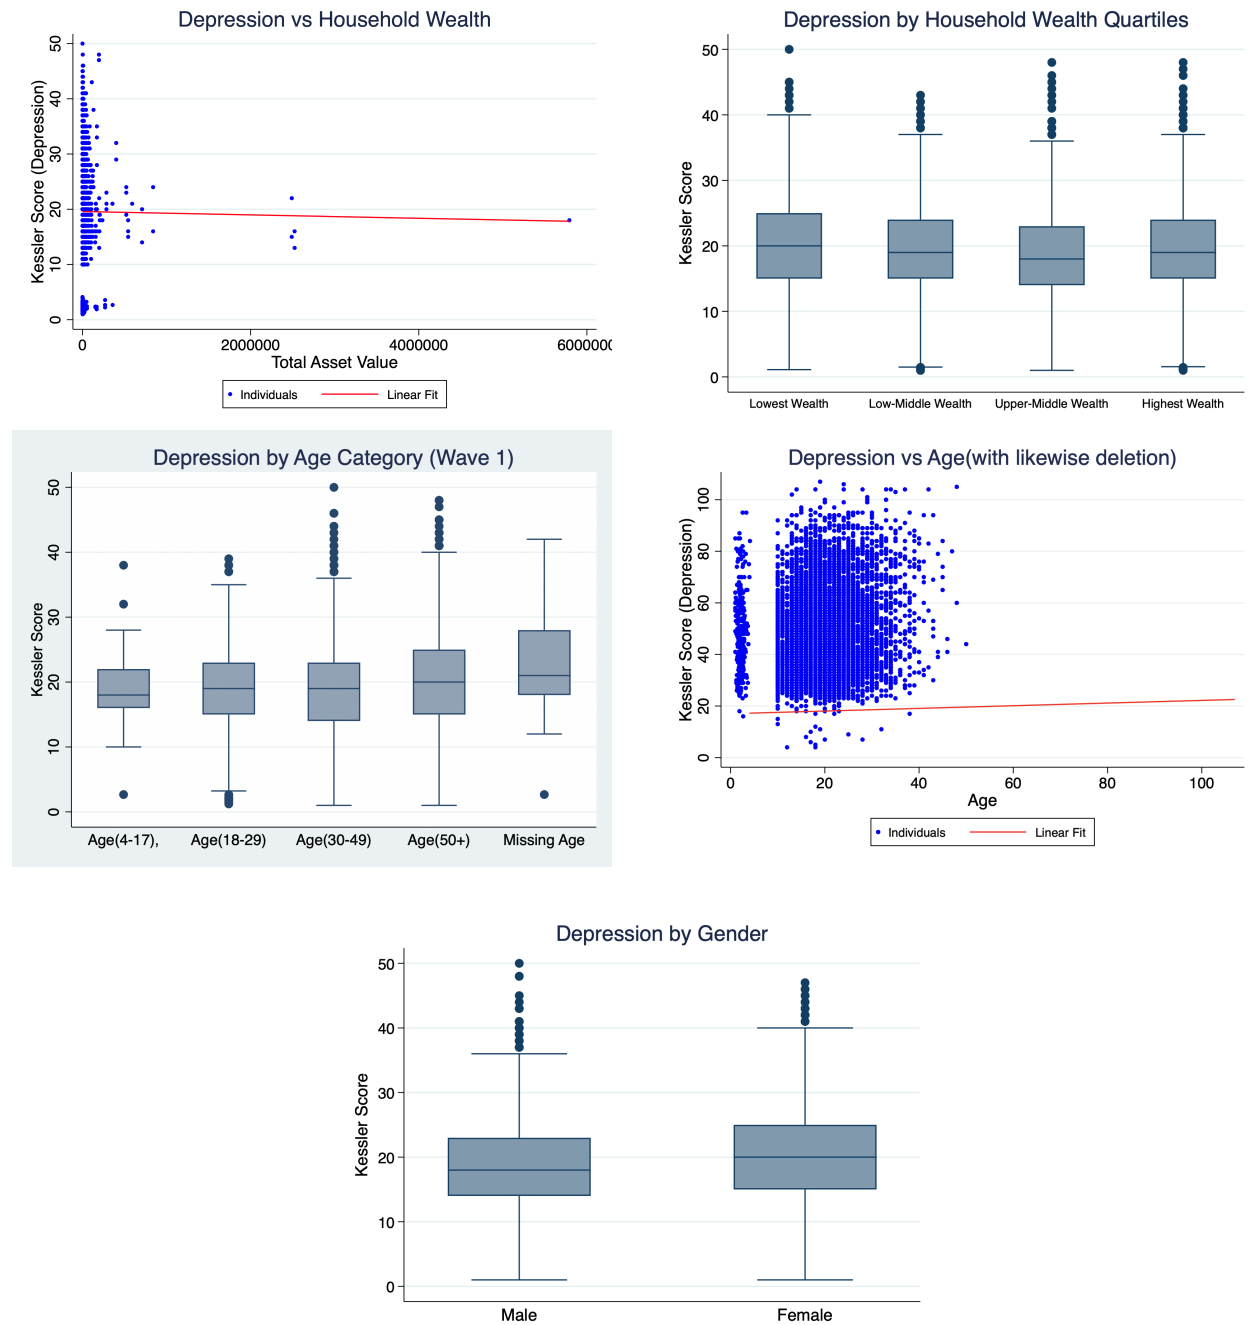 Depression vs Household Wealth
Kessler Score (Depression)
50
40
30
20
10
0
0 2000000 4000000 6000000
Total Asset Value
Individuals Linear Fit
Depression by Household Wealth Quartiles
Kessler Score
50
40
30
20
10
0
Lowest Wealth Low-Middle Wealth Upper-Middle Wealth Highest Wealth
Depression by Age Category (Wave 1)
Kessler Score
50
40
30
20
10
0
Age(4-17), Age(18-29) Age(30-49) Age(50+) Missing Age
Depression vs Age(with likewise deletion)
Kessler Score (Depression)
100
80
60
40
20
0
0 20 40 60 80 100
Age
Individuals Linear Fit
Depression by Gender
Kessler Score
50
40
30
20
10
0
Male Female